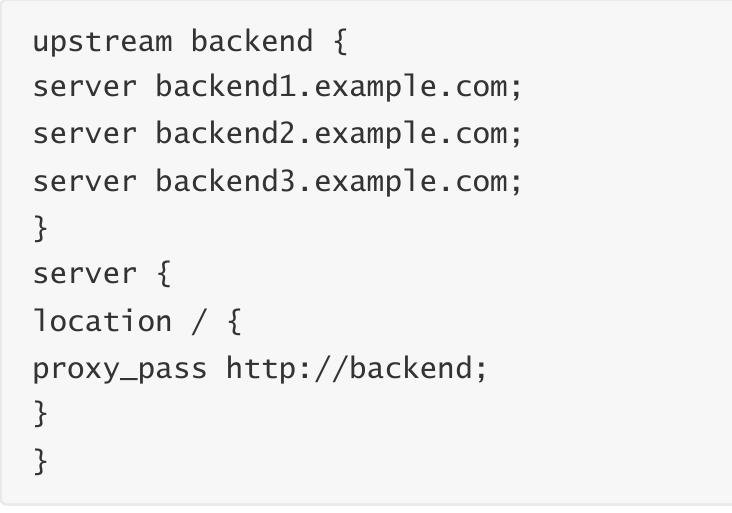 upstream backend {
server backend1.example.com;
server backend2.example.com;
server backend3.example.com;
}
server {
location / {
proxy_pass http://backend;
}
}